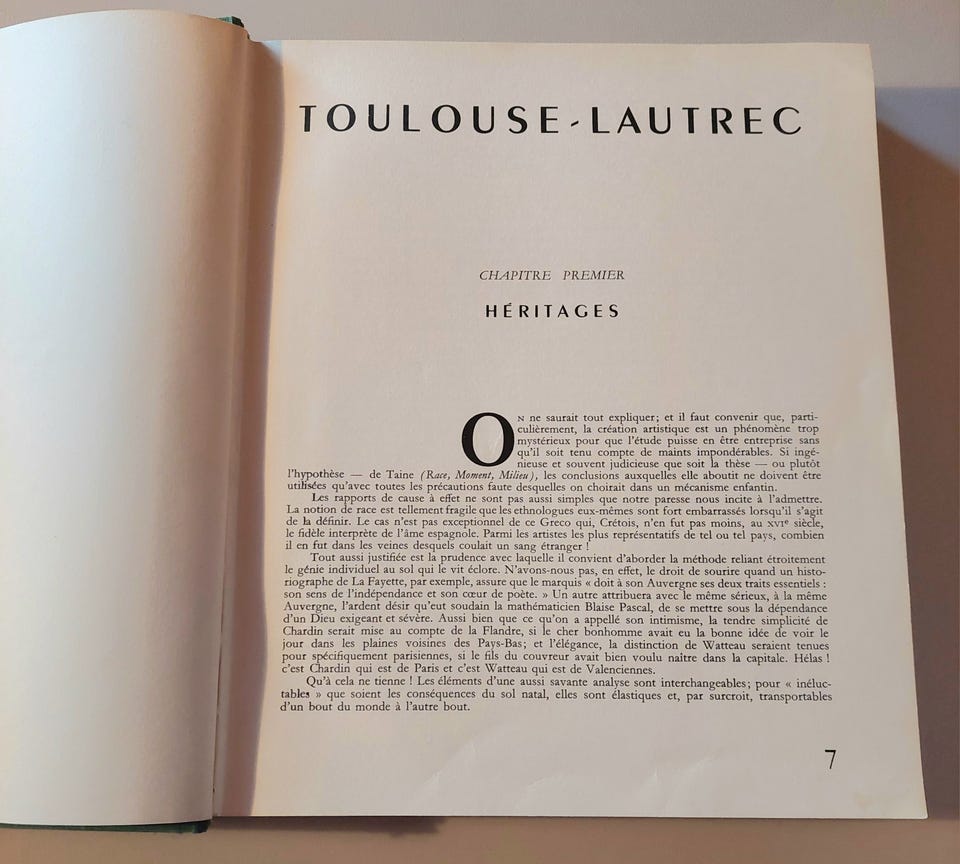 TOULOUSE-LAUTREC
CHAPITRE PREMIER
HÉRITAGES
ON ne saurait tout expliquer; et il faut convenir que, parti-
culièrement, la création artistique est un phénomène trop
mystérieux pour que l'étude puisse en être entreprise sans
qu'il soit tenu compte de maints impondérables. Si ingé-
nieuse et souvent judicieuse que soit la thèse — ou plutôt
l'hypothèse — de Taine (Race, Moment, Milieu), les conclusions auxquelles elle aboutit ne doivent être
utilisées qu'avec toutes les précautions faute desquelles on choirait dans un mécanisme enfantin.
Les rapports de cause à effet ne sont pas aussi simples que notre paresse nous incite à l'admettre.
La notion de race est tellement fragile que les ethnologues eux-mêmes sont fort embarrassés lorsqu'il s'agit
de la définir. Le cas n'est pas exceptionnel de ce Greco qui, Crétois, n'en fut pas moins, au XVIe siècle,
le fidèle interprète de l'âme espagnole. Parmi les artistes les plus représentatifs de tel ou tel pays, combien
il en fut dans les veines desquels coulait un sang étranger !
Tout aussi justifiée est la prudence avec laquelle il convient d'aborder la méthode reliant étroitement
le génie individuel au sol qui le vit éclore. N'avons-nous pas, en effet, le droit de sourire quand un histo-
riographe de La Fayette, par exemple, assure que le marquis « doit à son Auvergne ses deux traits essentiels :
son sens de l'indépendance et son cœur de poète. » Un autre attribuera avec le même sérieux, à la même
Auvergne, l'ardent désir qu'eut soudain la mathématicien Blaise Pascal, de se mettre sous la dépendance
d'un Dieu exigeant et sévère. Aussi bien que ce qu'on a appellé son intimisme, la tendre simplicité de
Chardin serait mise au compte de la Flandre, si le cher bonhomme avait eu la bonne idée de voir le
jour dans les plaines voisines des Pays-Bas; et l'élégance, la distinction de Watteau seraient tenues
pour spécifiquement parisiennes, si le fils du couvreur avait bien voulu naître dans la capitale. Hélas !
c'est Chardin qui est de Paris et c'est Watteau qui est de Valenciennes.
Qu'à cela ne tienne ! Les éléments d'une aussi savante analyse sont interchangeables; pour « inéluc-
tables » que soient les conséquences du sol natal, elles sont élastiques et, par surcroit, transportables
d'un bout du monde à l'autre bout.
7